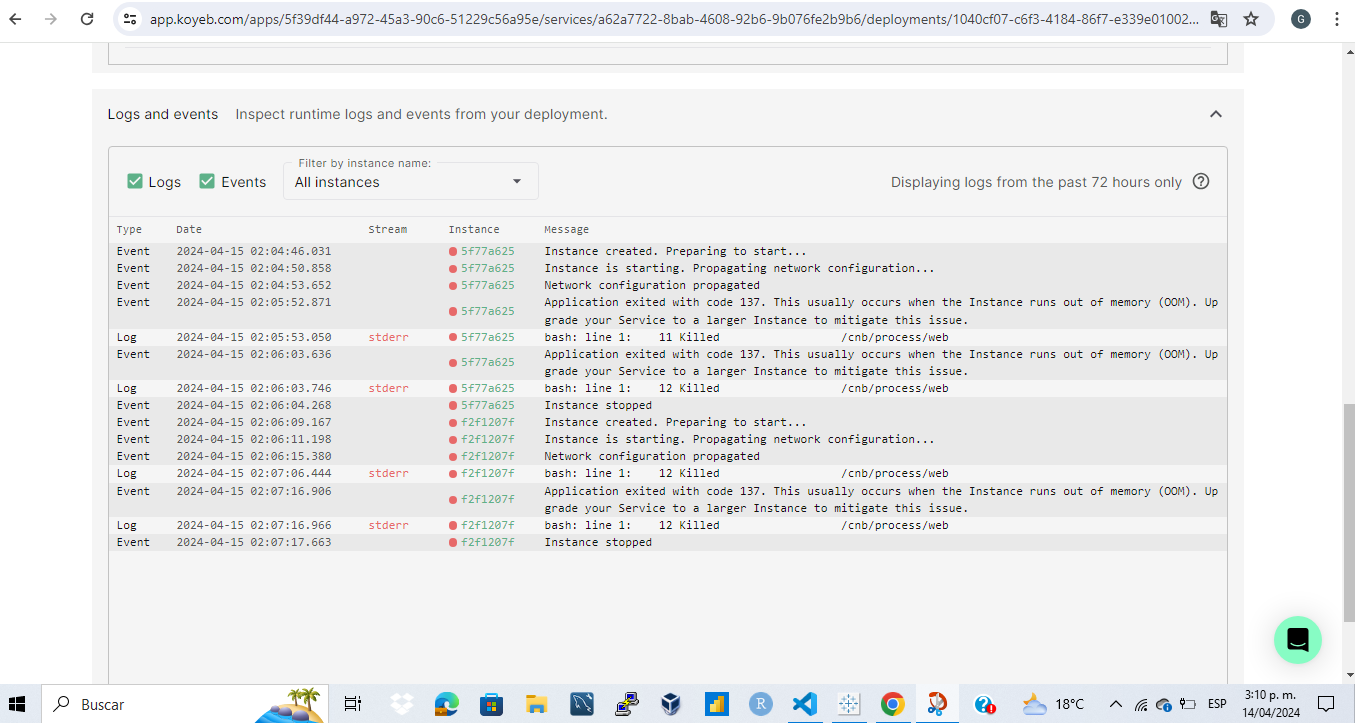 app.koyeb.com/apps/5f39df44-a972-45a3-90c6-51229c56a95e/services/a62a7722-8bab-4608-92b6-9b076fe2b9b6/deployments/1040cf07-c6f3-4184-86f7-e339e01002...
G
Logs and events Inspect runtime logs and events from your deployment.
Logs Events Filter by instance name: All instances Displaying logs from the past 72 hours only ?
Type Date Stream Instance Message
Event 2024-04-15 02:04:46.031 5f77a625 Instance created. Preparing to start...
Event 2024-04-15 02:04:50.858 5f77a625 Instance is starting. Propagating network configuration...
Event 2024-04-15 02:04:53.652 5f77a625 Network configuration propagated
Event 2024-04-15 02:05:52.871 5f77a625 Application exited with code 137. This usually occurs when the Instance runs out of memory (OOM). Up
grade your Service to a larger Instance to mitigate this issue.
Log 2024-04-15 02:05:53.050 stderr 5f77a625 bash: line 1: 11 Killed /cnb/process/web
Event 2024-04-15 02:06:03.636 5f77a625 Application exited with code 137. This usually occurs when the Instance runs out of memory (OOM). Up
grade your Service to a larger Instance to mitigate this issue.
Log 2024-04-15 02:06:03.746 stderr 5f77a625 bash: line 1: 12 Killed /cnb/process/web
Event 2024-04-15 02:06:04.268 5f77a625 Instance stopped
Event 2024-04-15 02:06:09.167 f2f1207f Instance created. Preparing to start...
Event 2024-04-15 02:06:11.198 f2f1207f Instance is starting. Propagating network configuration...
Event 2024-04-15 02:06:15.380 f2f1207f Network configuration propagated
Log 2024-04-15 02:07:06.444 stderr f2f1207f bash: line 1: 12 Killed /cnb/process/web
Event 2024-04-15 02:07:16.906 f2f1207f Application exited with code 137. This usually occurs when the Instance runs out of memory (OOM). Up
grade your Service to a larger Instance to mitigate this issue.
Log 2024-04-15 02:07:16.966 stderr f2f1207f bash: line 1: 12 Killed /cnb/process/web
Event 2024-04-15 02:07:17.663 f2f1207f Instance stopped
Buscar R 18°C ESP 3:10 p. m.
14/04/2024